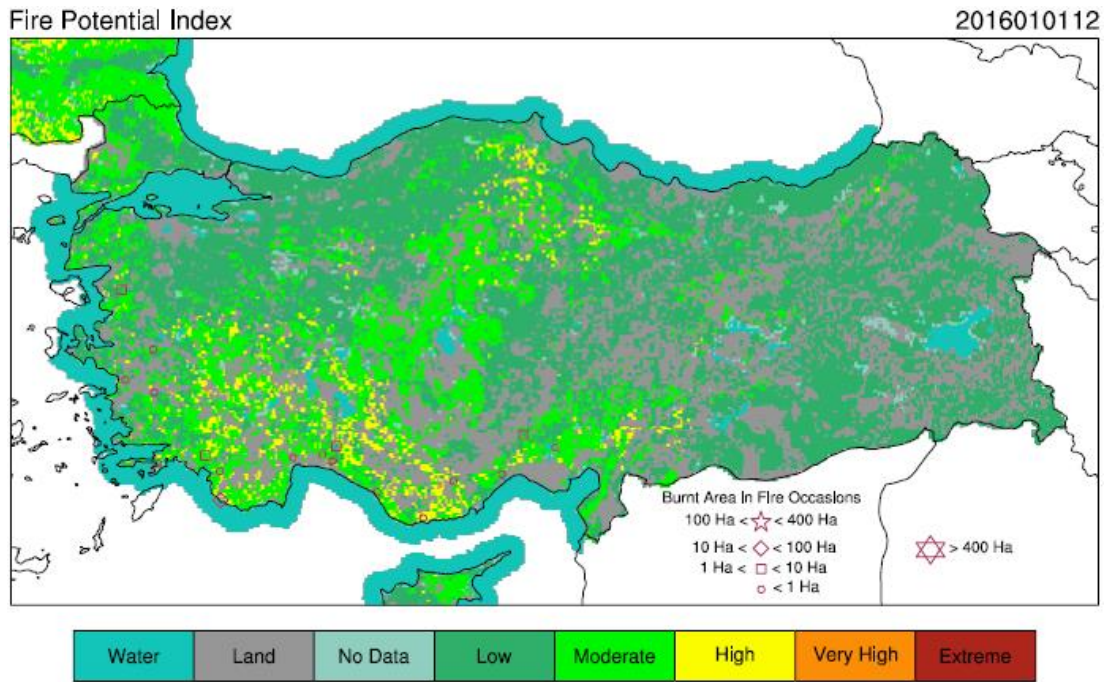 Fire Potential Index 2016010112
Burnt Area In Fire Occasions
100 Ha < < 400 Ha
10 Ha < < 100 Ha
1 Ha < < 10 Ha
< 1 Ha
> 400 Ha
Water Land No Data Low Moderate High Very High Extreme